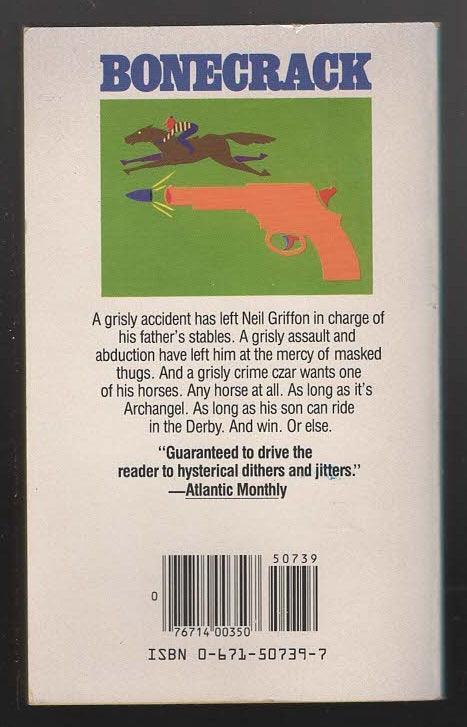 BONECRACK
A grisly accident has left Neil Griffon in charge of
his father's stables. A grisly assault and
abduction have left him at the mercy of masked
thugs. And a grisly crime czar wants one
of his horses. Any horse at all. As long as it's
Archangel. As long as his son can ride
in the Derby. And win. Or else.
"Guaranteed to drive the
reader to hysterical dithers and jitters."
—Atlantic Monthly
50739
0
76714 00350
ISBN 0-671-50739-7